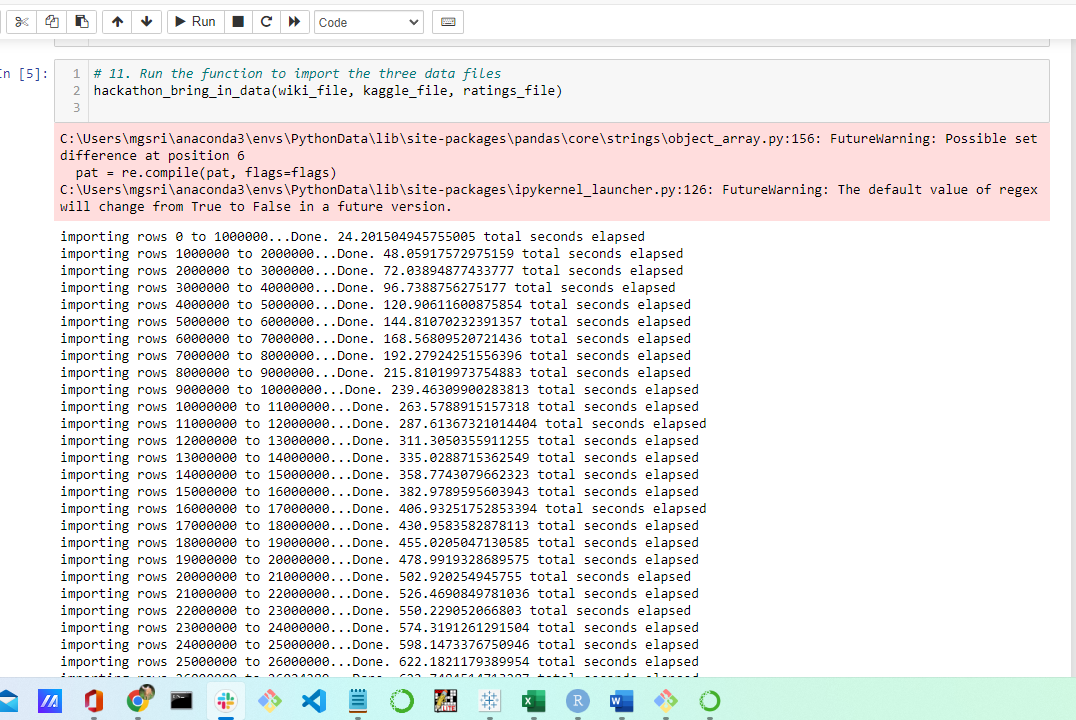 Run
Code
In [5]:
1 # 11. Run the function to import the three data files
2 hackathon_bring_in_data(wiki_file, kaggle_file, ratings_file)
3
C:\Users\mgsri\anaconda3\envs\PythonData\lib\site-packages\pandas\core\strings\object_array.py:156: FutureWarning: Possible set
difference at position 6
pat = re.compile(pat, flags=flags)
C:\Users\mgsri\anaconda3\envs\PythonData\lib\site-packages\ipykernel_launcher.py:126: FutureWarning: The default value of regex
will change from True to False in a future version.
importing rows 0 to 1000000...Done. 24.201504945755005 total seconds elapsed
importing rows 1000000 to 2000000...Done. 48.05917572975159 total seconds elapsed
importing rows 2000000 to 3000000...Done. 72.03894877433777 total seconds elapsed
importing rows 3000000 to 4000000...Done. 96.7388756275177 total seconds elapsed
importing rows 4000000 to 5000000...Done. 120.90611600875854 total seconds elapsed
importing rows 5000000 to 6000000...Done. 144.81070232391357 total seconds elapsed
importing rows 6000000 to 7000000...Done. 168.56809520721436 total seconds elapsed
importing rows 7000000 to 8000000...Done. 192.27924251556396 total seconds elapsed
importing rows 8000000 to 9000000...Done. 215.81019973754883 total seconds elapsed
importing rows 9000000 to 10000000...Done. 239.46309900283813 total seconds elapsed
importing rows 10000000 to 11000000...Done. 263.5788915157318 total seconds elapsed
importing rows 11000000 to 12000000...Done. 287.61367321014404 total seconds elapsed
importing rows 12000000 to 13000000...Done. 311.3050355911255 total seconds elapsed
importing rows 13000000 to 14000000...Done. 335.0288715362549 total seconds elapsed
importing rows 14000000 to 15000000...Done. 358.7743079662323 total seconds elapsed
importing rows 15000000 to 16000000...Done. 382.9789595603943 total seconds elapsed
importing rows 16000000 to 17000000...Done. 406.93251752853394 total seconds elapsed
importing rows 17000000 to 18000000...Done. 430.9583582878113 total seconds elapsed
importing rows 18000000 to 19000000...Done. 455.0205047130585 total seconds elapsed
importing rows 19000000 to 20000000...Done. 478.9919328689575 total seconds elapsed
importing rows 20000000 to 21000000...Done. 502.920254945755 total seconds elapsed
importing rows 21000000 to 22000000...Done. 526.4690849781036 total seconds elapsed
importing rows 22000000 to 23000000...Done. 550.229052066803 total seconds elapsed
importing rows 23000000 to 24000000...Done. 574.3191261291504 total seconds elapsed
importing rows 24000000 to 25000000...Done. 598.1473376750946 total seconds elapsed
importing rows 25000000 to 26000000...Done. 622.1821179389954 total seconds elapsed